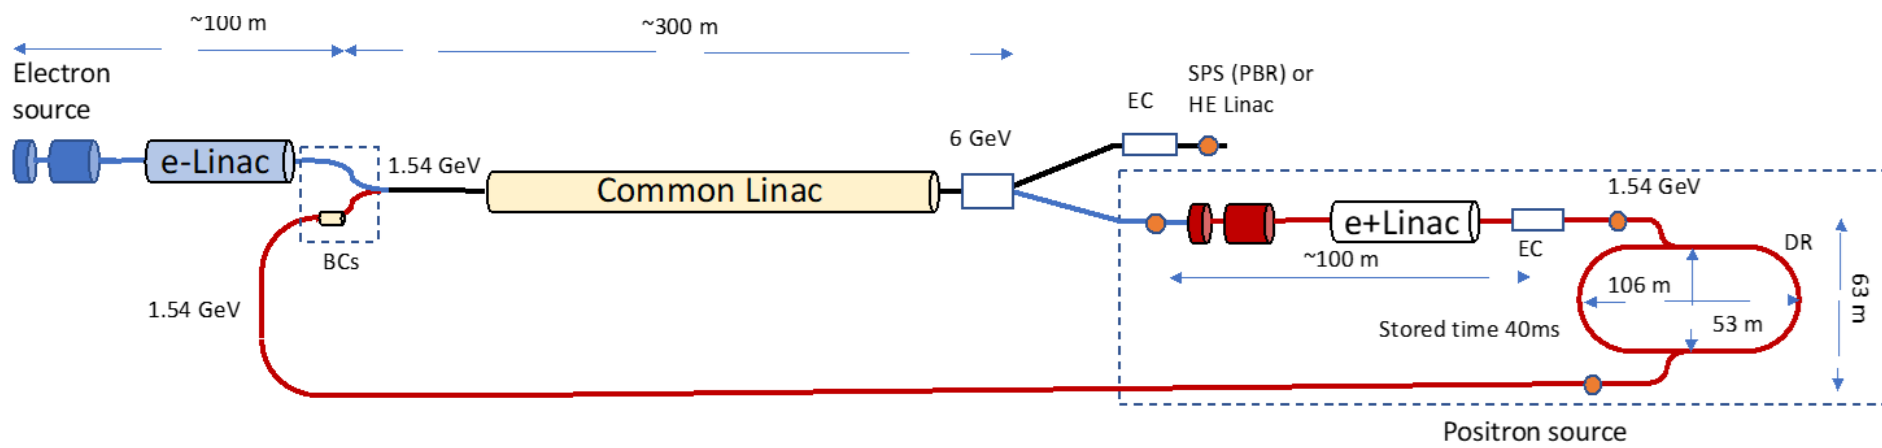 ~100 m
~300 m
Electron
source
SPS (PBR) or
HE Linac
EC
6 GeV
e-Linac
1.54 GeV
Common Linac
1.54 GeV
e+Linac
EC
BCs
~100 m
DR
106 m
63 m
1.54 GeV
Stored time 40ms
53 m
Positron source